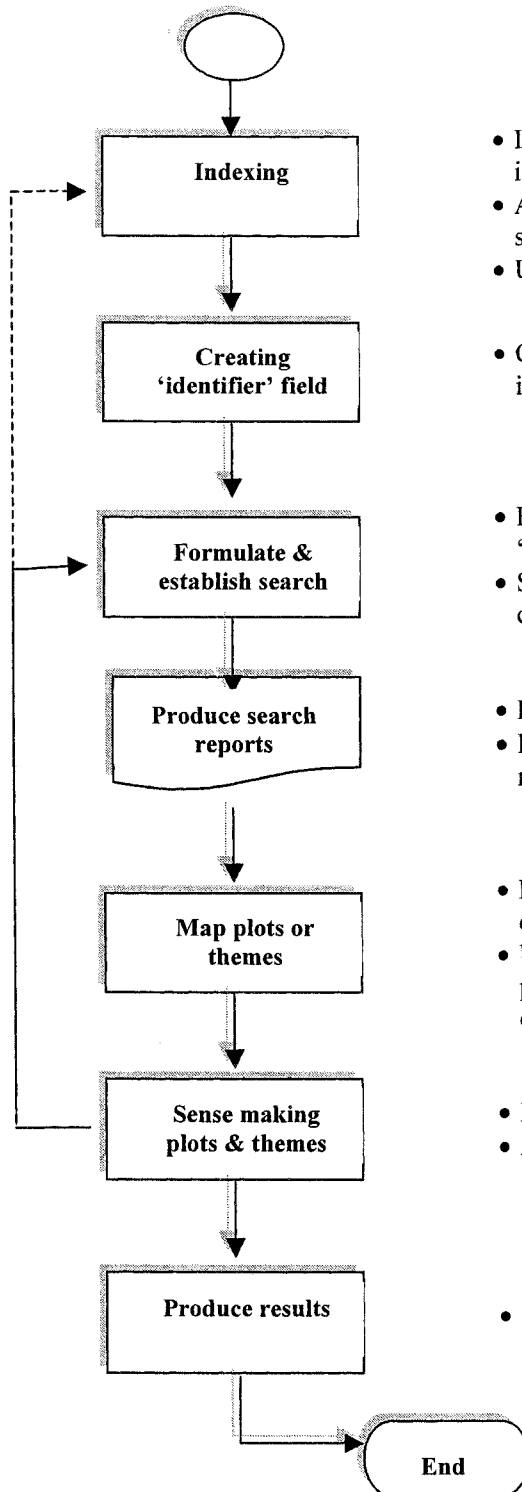 Indexing
Creating
‘identifier’ field
Formulate &
establish search
Produce search
reports
Map plots or
themes
Sense making
plots & themes
Produce results
End